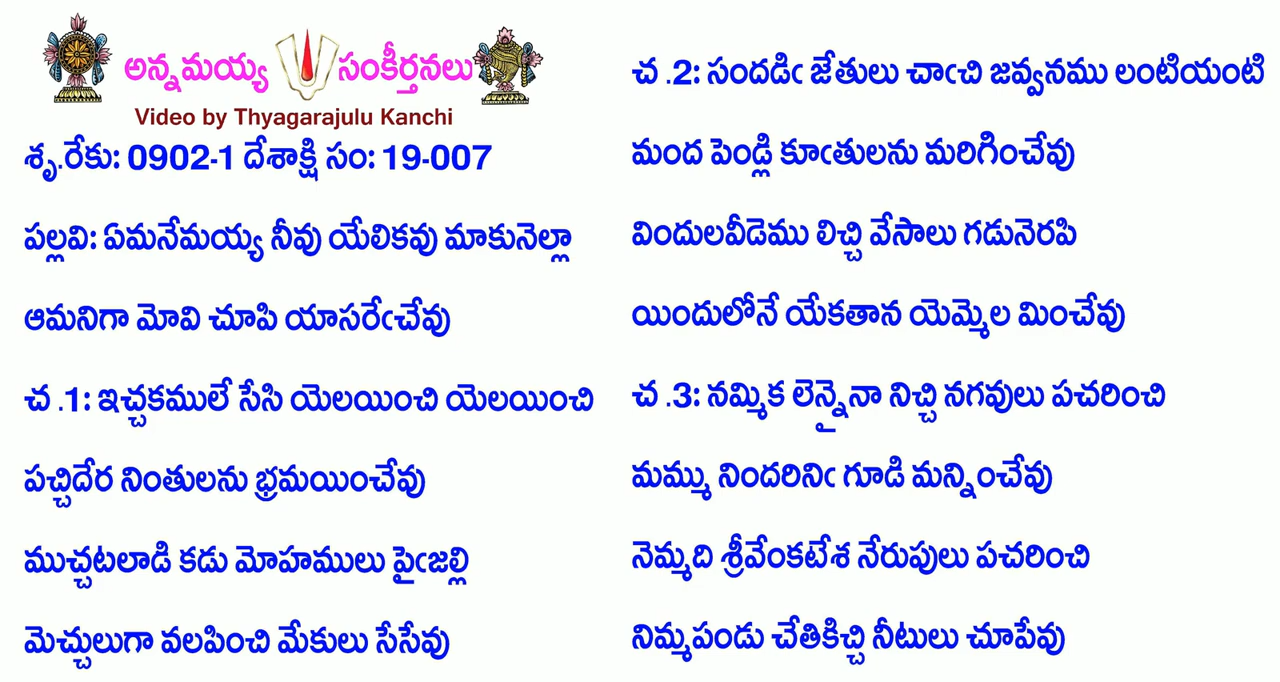 అన్నమయ్య సంకీర్తనలు
Video by Thyagarajulu Kanchi
శృ.రేకు: 0902-1 దేశాక్షి సం: 19-007
పల్లవి: ఏమనేమయ్య నీవు యేలికవు మాకునెల్లా
ఆమనిగా మోవి చూపి యాసరేఁచేవు
చ .1: ఇచ్చకములే సేసి యెలయించి యెలయించి
పచ్చిదేర నింతులను భ్రమయించేవు
ముచ్చటలాడి కడు మోహములు పైఁజల్లి
మెచ్చులుగా వలపించి మేకులు సేసేవు
చ .2: సందడిఁ జేతులు చాఁచి జవ్వనము లంటియంటి
మంద పెండ్లి కూఁతులను మరిగించేవు
విందులవీడెము లిచ్చి వేసాలు గడునెరపి
యిందులోనే యేకతాన యెమ్మెల మించేవు
చ .3: నమ్మిక లెన్నైనా నిచ్చి నగవులు పచరించి
మమ్ము నిందరినిఁ గూడి మన్నించేవు
నెమ్మది శ్రీవేంకటేశ నేరుపులు పచరించి
నిమ్మపండు చేతికిచ్చి నీటులు చూపేవు